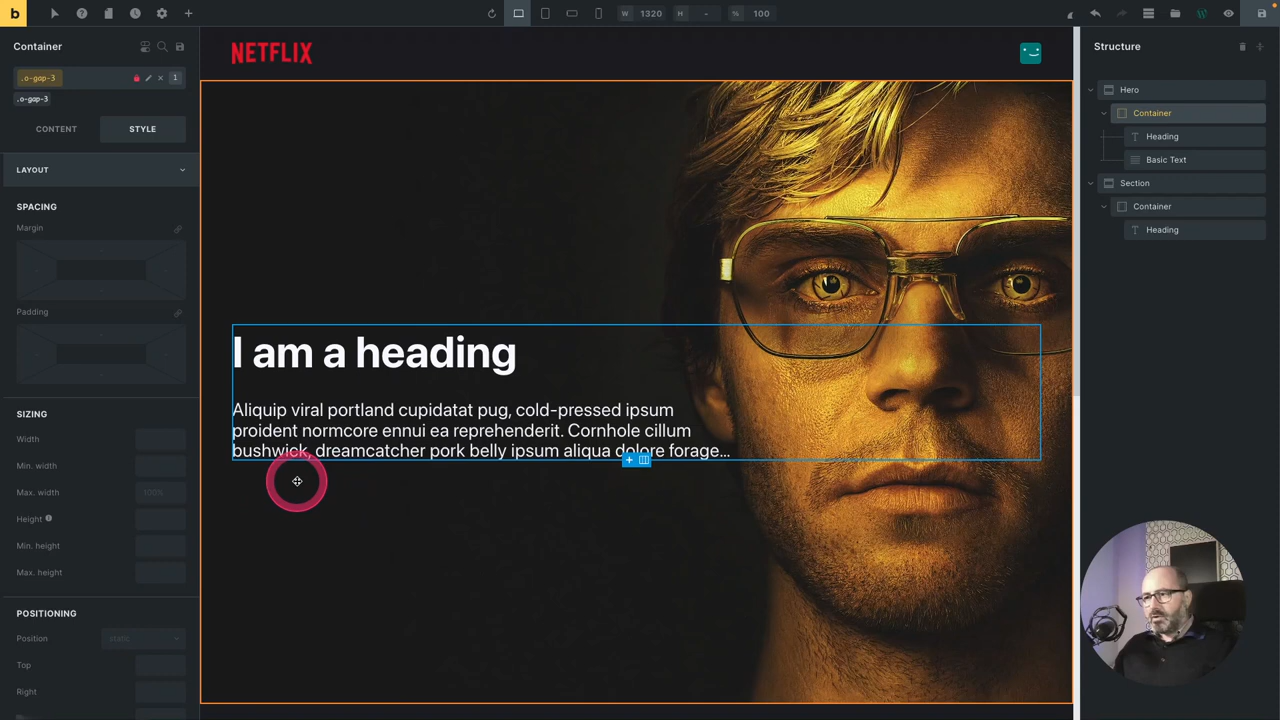 b
W 1320 H - % 100
Container
.o-gap-3
1
.o-gap-3
CONTENT
STYLE
LAYOUT
SPACING
Margin
Padding
SIZING
Width
Min. width
Max. width
100%
Height
Min. height
Max. height
POSITIONING
Position
static
Top
Right
NETFLIX
I am a heading
Aliquip viral portland cupidatat pug, cold-pressed ipsum
proident normcore ennui ea reprehenderit. Cornhole cillum
bushwick, dreamcatcher pork belly ipsum aliqua dolore forage...
Structure
Hero
Container
Heading
Basic Text
Section
Container
Heading